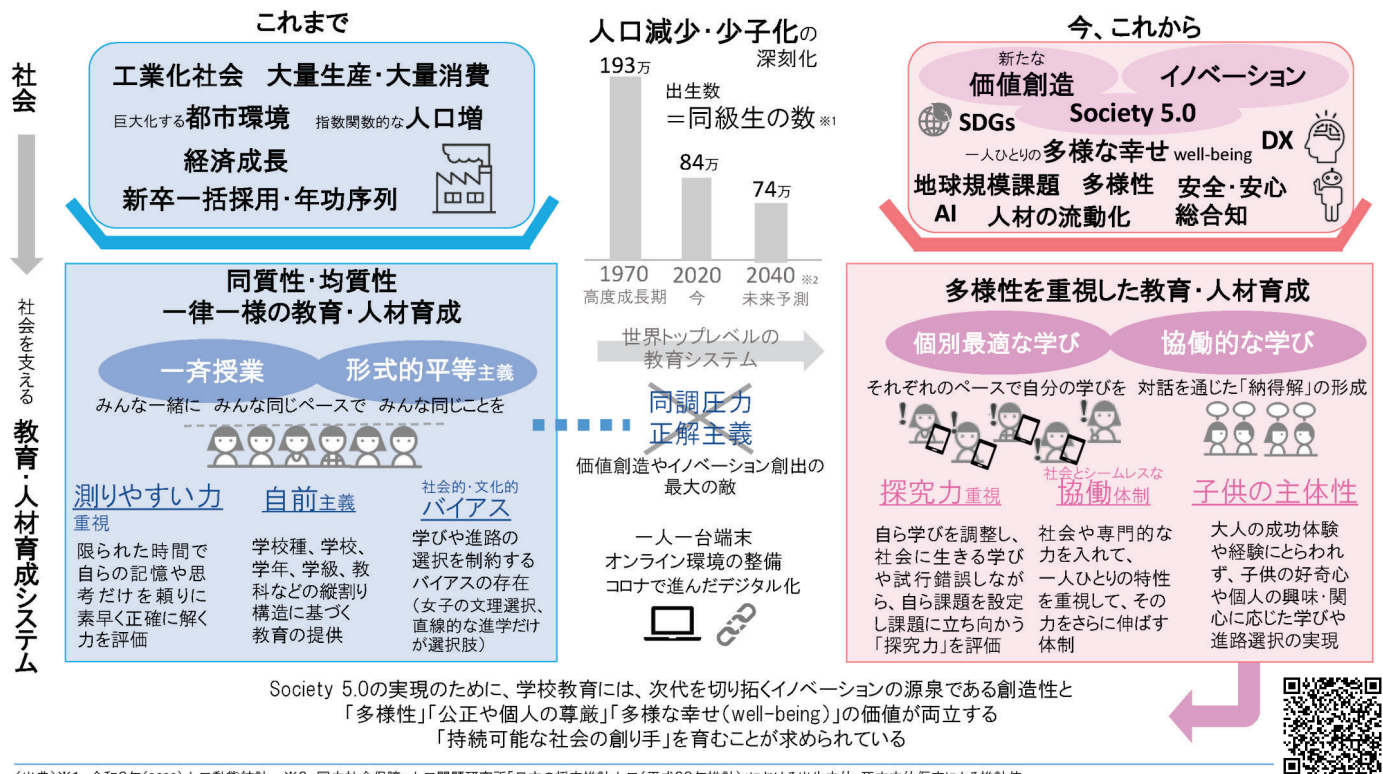 これまで
社会
工業化社会 大量生産・大量消費
巨大化する都市環境 指数関数的な人口増
経済成長
新卒一括採用・年功序列
人口減少・少子化の
深刻化
193万
出生数
＝同級生の数 ※1
84万
74万
1970 2020 2040 ※2
高度成長期 今 未来予測
今、これから
新たな
価値創造
イノベーション
Society 5.0
SDGs
一人ひとりの多様な幸せ well-being
DX
地球規模課題 多様性 安全・安心
AI 人材の流動化 総合知
社会を支える 教育・人材育成システム
同質性・均質性
一律一様の教育・人材育成
一斉授業 形式的平等主義
みんな一緒に みんな同じペースで みんな同じことを
測りやすい力
重視
限られた時間で
自らの記憶や思
考だけを頼りに
素早く正確に解く
力を評価
自前主義
学校種、学校、
学年、学級、教
科などの縦割り
構造に基づく
教育の提供
社会的・文化的
バイアス
学びや進路の
選択を制約する
バイアスの存在
（女子の文理選択、
直線的な進学だけ
が選択肢）
世界トップレベルの
教育システム
同調圧力
正解主義
価値創造やイノベーション創出の
最大の敵
一人一台端末
オンライン環境の整備
コロナで進んだデジタル化
多様性を重視した教育・人材育成
個別最適な学び 協働的な学び
それぞれのペースで自分の学びを 対話を通じた「納得解」の形成
探究力重視
自ら学びを調整し、
社会に生きる学び
や試行錯誤しなが
ら、自ら課題を設定
し課題に立ち向かう
「探究力」を評価
社会とシームレスな
協働体制
社会や専門的な
力を入れて、
一人ひとりの特性
を重視して、その
力をさらに伸ばす
体制
子供の主体性
大人の成功体験
や経験にとらわれ
ず、子供の好奇心
や個人の興味・関
心に応じた学びや
進路選択の実現
Society 5.0の実現のために、学校教育には、次代を切り拓くイノベーションの源泉である創造性と
「多様性」「公正や個人の尊厳」「多様な幸せ（well-being）」の価値が両立する
「持続可能な社会の創り手」を育むことが求められている